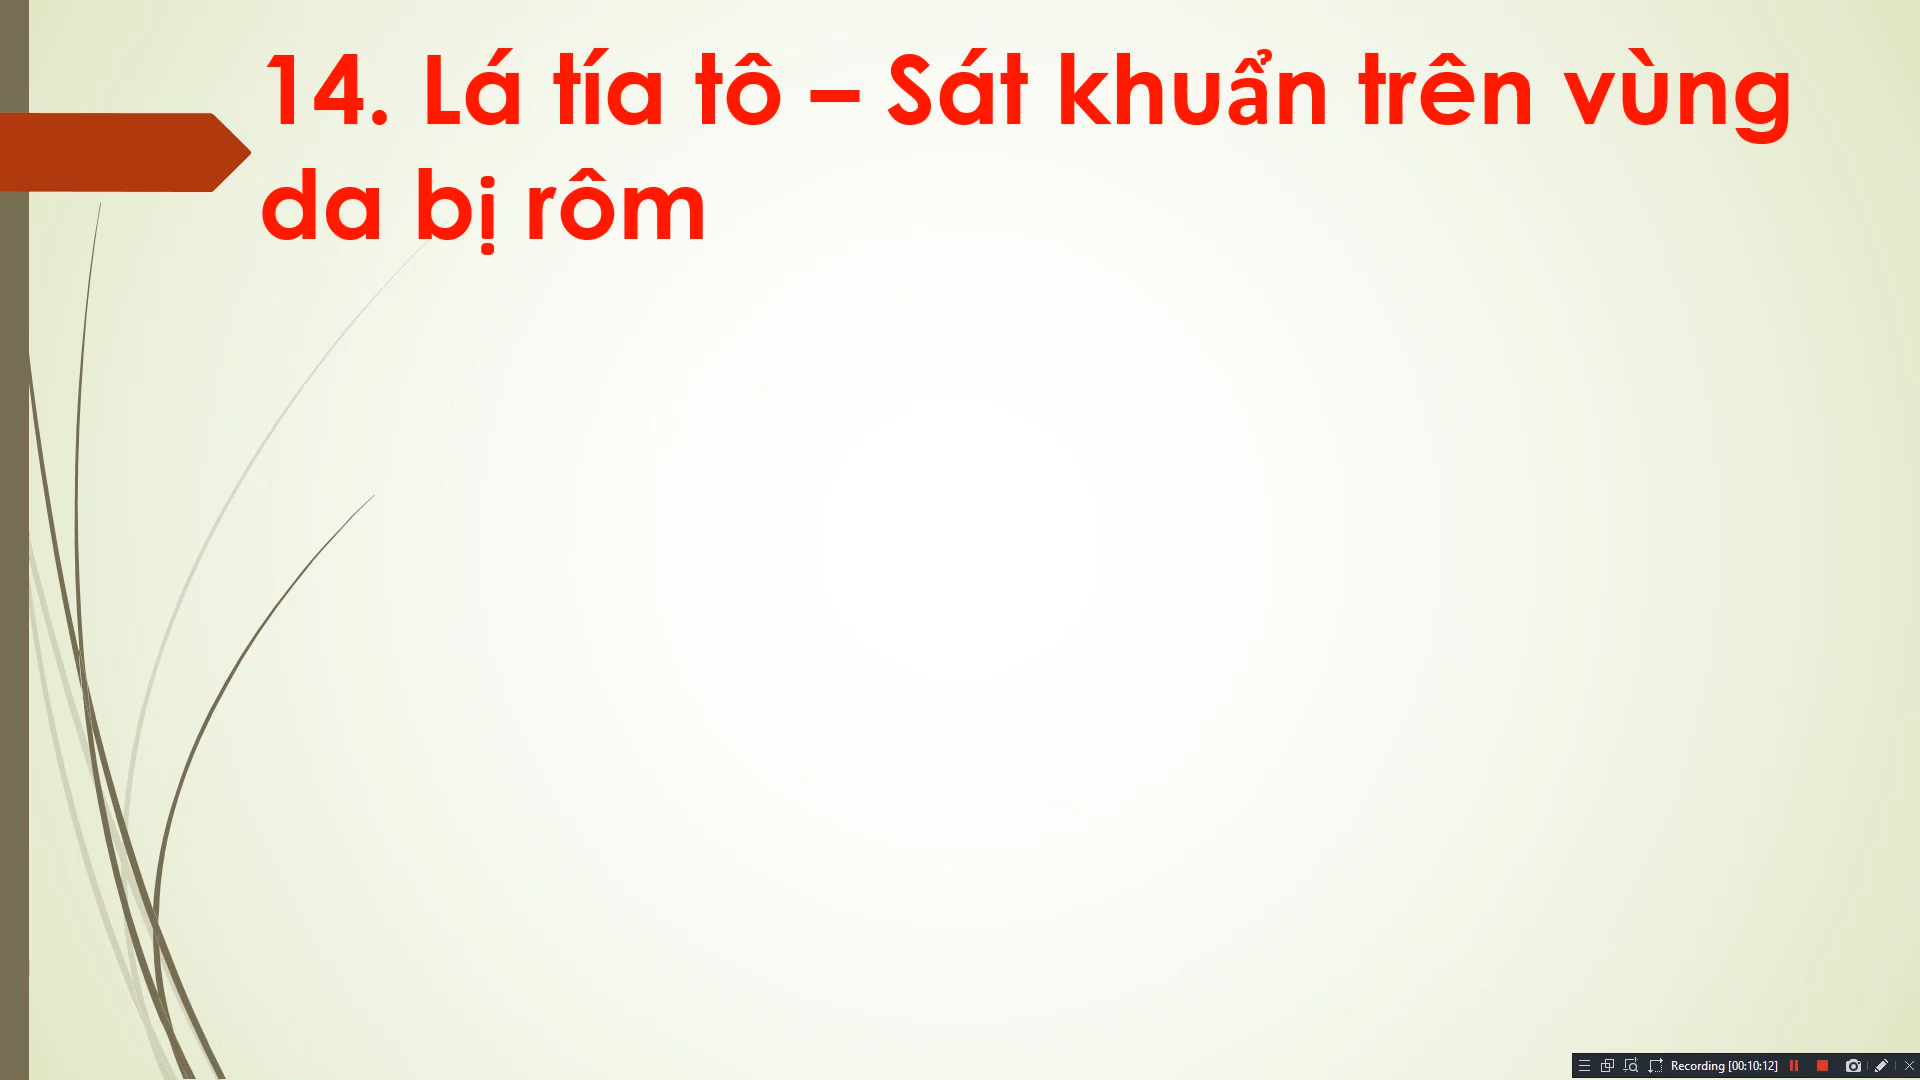 14. Lá tía tô – Sát khuẩn trên vùng
da bị rôm
Recording [00:10:12]